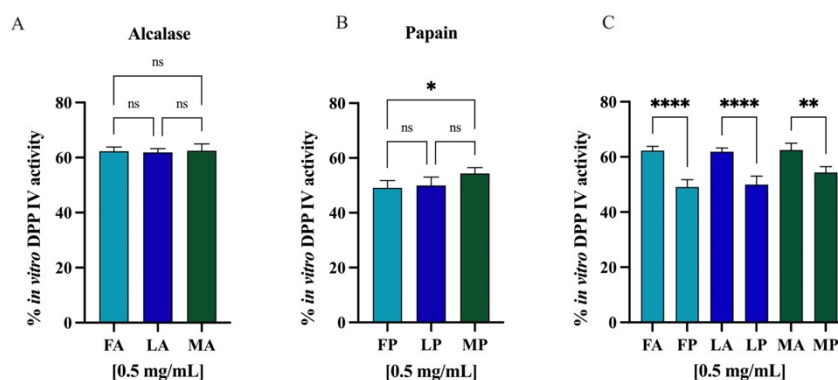 A
Alcalase
ns
ns
ns
80
60
40
20
0
% in vitro DPP IV activity
FA LA MA
[0.5 mg/mL]
B
Papain
*
ns
ns
80
60
40
20
0
% in vitro DPP IV activity
FP LP MP
[0.5 mg/mL]
C
**** **** **
80
60
40
20
0
% in vitro DPP IV activity
FA FP LA LP MA MP
[0.5 mg/mL]